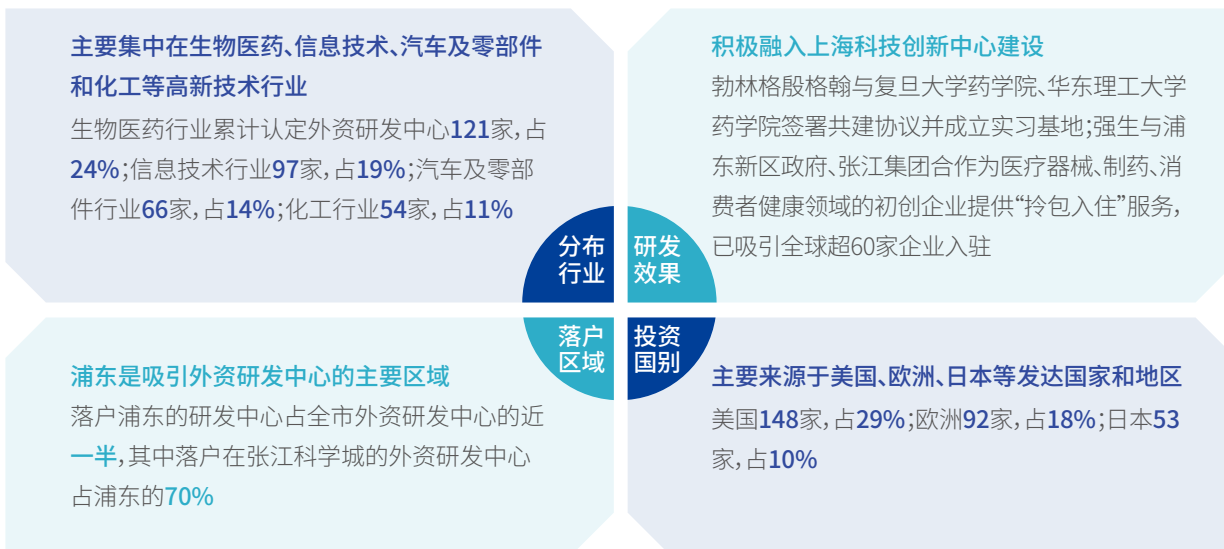 主要集中在生物医药、信息技术、汽车及零部件
和化工等高新技术行业
生物医药行业累计认定外资研发中心121家，占
24%；信息技术行业97家，占19%；汽车及零部
件行业66家，占14%；化工行业54家，占11%
积极融入上海科技创新中心建设
勃林格殷格翰与复旦大学药学院、华东理工大学
药学院签署共建协议并成立实习基地；强生与浦
东新区政府、张江集团合作为医疗器械、制药、消
费者健康领域的初创企业提供“拎包入住”服务，
已吸引全球超60家企业入驻
分布
行业
研发
效果
落户
区域
投资
国别
浦东是吸引外资研发中心的主要区域
落户浦东的研发中心占全市外资研发中心的近
一半，其中落户在张江科学城的外资研发中心
占浦东的70%
主要来源于美国、欧洲、日本等发达国家和地区
美国148家，占29%；欧洲92家，占18%；日本53
家，占10%